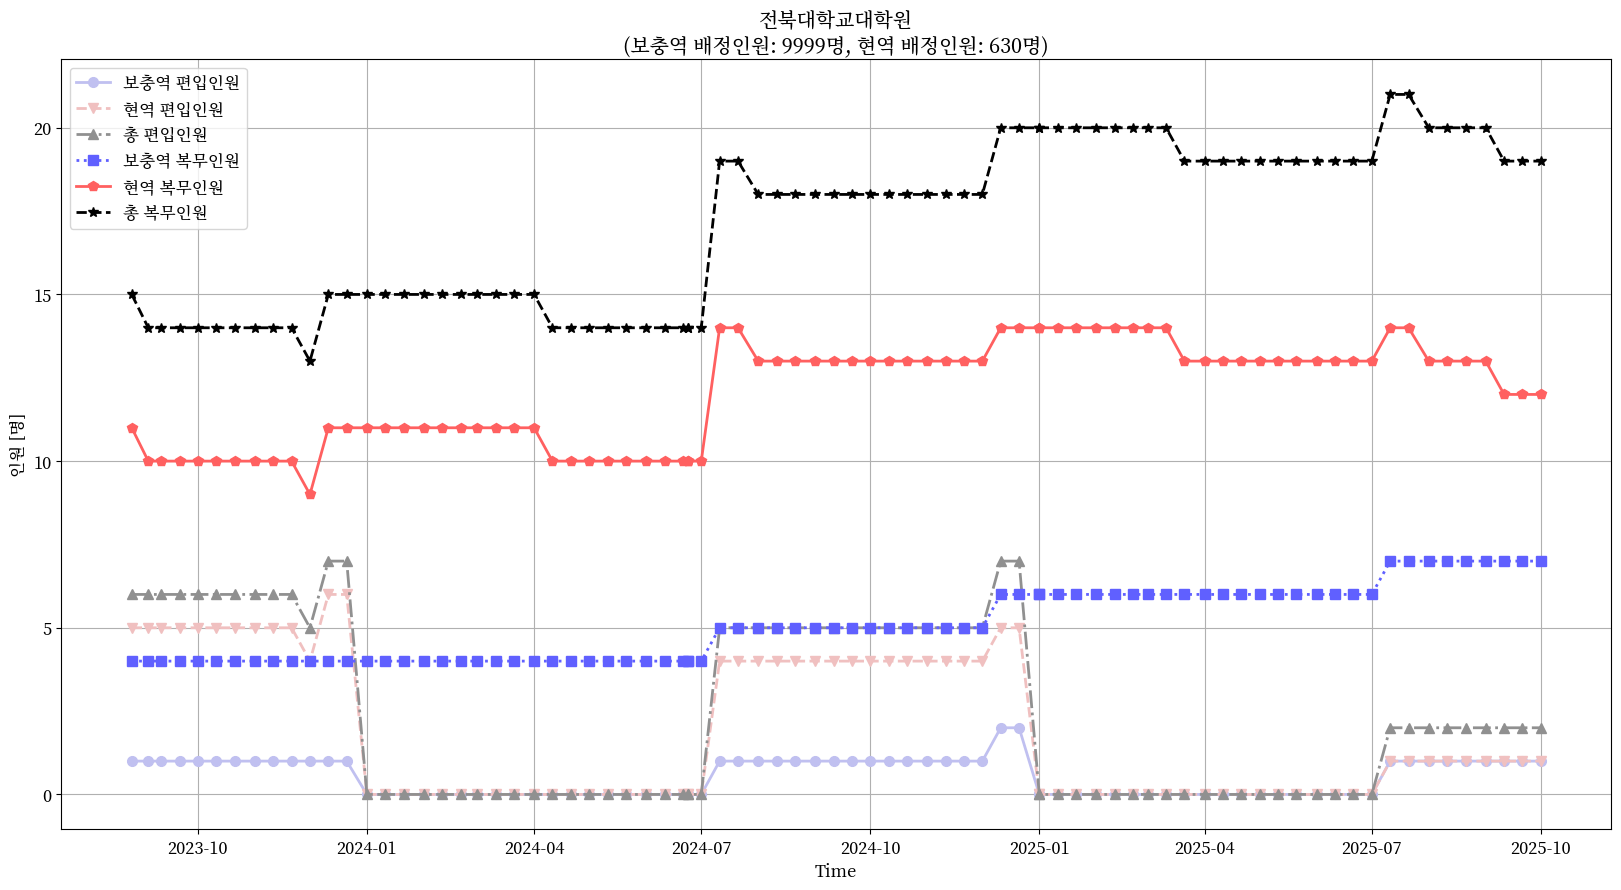 전북대학교대학원
(보충역 배정인원: 9999명, 현역 배정인원: 630명)
보충역 편입인원
현역 편입인원
총 편입인원
보충역 복무인원
현역 복무인원
총 복무인원
인원 [명]
20
15
10
5
0
2023-10
2024-01
2024-04
2024-07
2024-10
2025-01
2025-04
2025-07
2025-10
Time